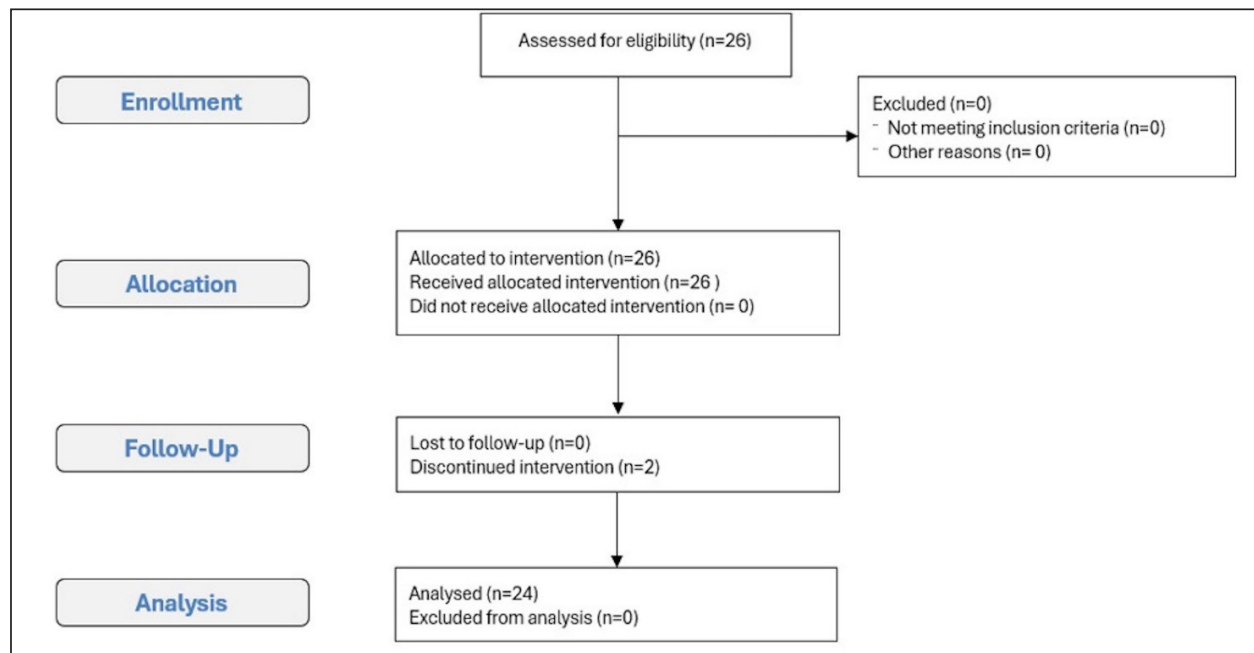 Assessed for eligibility (n=26)
Enrollment
Excluded (n=0)
- Not meeting inclusion criteria (n=0)
- Other reasons (n= 0)
Allocation
Allocated to intervention (n=26)
Received allocated intervention (n=26 )
Did not receive allocated intervention (n= 0)
Follow-Up
Lost to follow-up (n=0)
Discontinued intervention (n=2)
Analysis
Analysed (n=24)
Excluded from analysis (n=0)